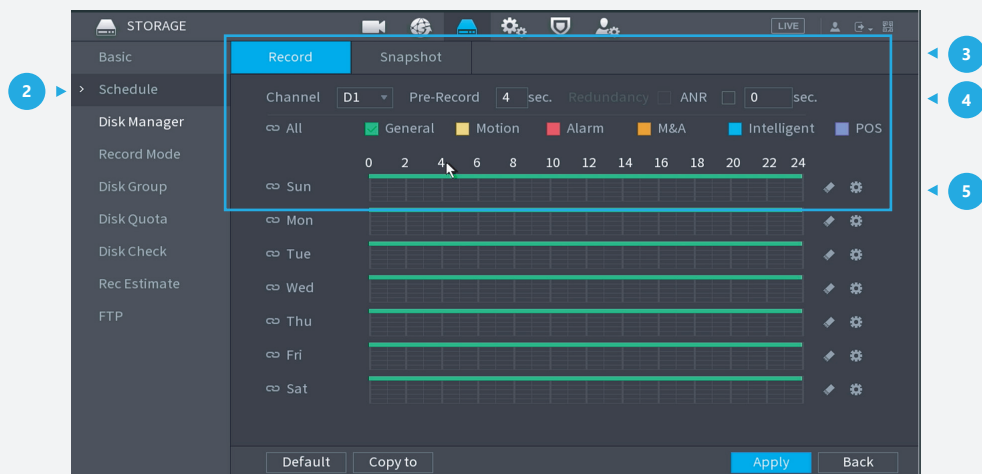 STORAGE LIVE
Basic Record Snapshot 3
2 Schedule Channel D1 Pre-Record 4 sec. Redundancy ANR 0 sec. 4
Disk Manager All General Motion Alarm M&A Intelligent POS
Record Mode 0 2 4 6 8 10 12 14 16 18 20 22 24
Disk Group Sun 5
Disk Quota Mon
Disk Check Tue
Rec Estimate Wed
FTP Thu
Fri
Sat
Default Copy to Apply Back